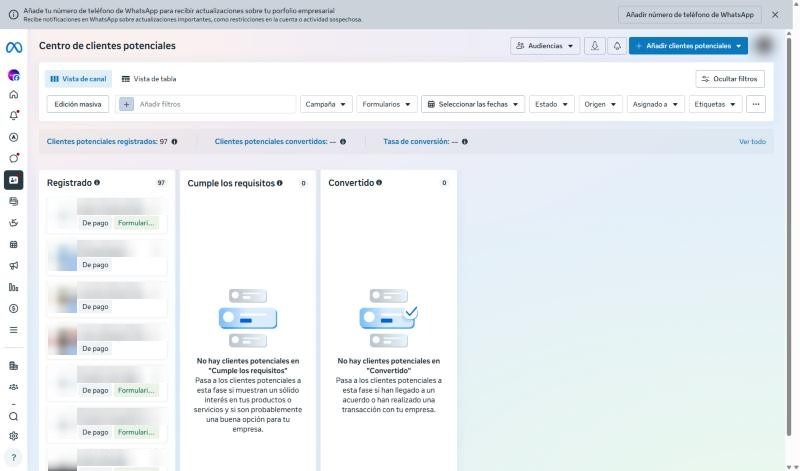 Añade tu número de teléfono de WhatsApp para recibir actualizaciones sobre tu porfolio empresarial
Recibe notificaciones en WhatsApp sobre actualizaciones importantes, como restricciones en la cuenta o actividad sospechosa.
Añadir número de teléfono de WhatsApp
Centro de clientes potenciales
Audiencias
+ Añadir clientes potenciales
Vista de canal
Vista de tabla
Ocultar filtros
Edición masiva
+
Añadir filtros
Campaña
Formularios
Seleccionar las fechas
Estado
Origen
Asignado a
Etiquetas
Clientes potenciales registrados: 97
Clientes potenciales convertidos: --
Tasa de conversión: --
Ver todo
Registrado
97
De pago
Formulari...
De pago
De pago
De pago
De pago
Formulari...
De pago
Formulari...
Cumple los requisitos
0
No hay clientes potenciales en
"Cumple los requisitos"
Pasa a los clientes potenciales a
esta fase si muestran un sólido
interés en tus productos o
servicios y si son probablemente
una buena opción para tu
empresa.
Convertido
0
No hay clientes potenciales en
"Convertido"
Pasa a los clientes potenciales a
esta fase si han llegado a un
acuerdo o han realizado una
transacción con tu empresa.